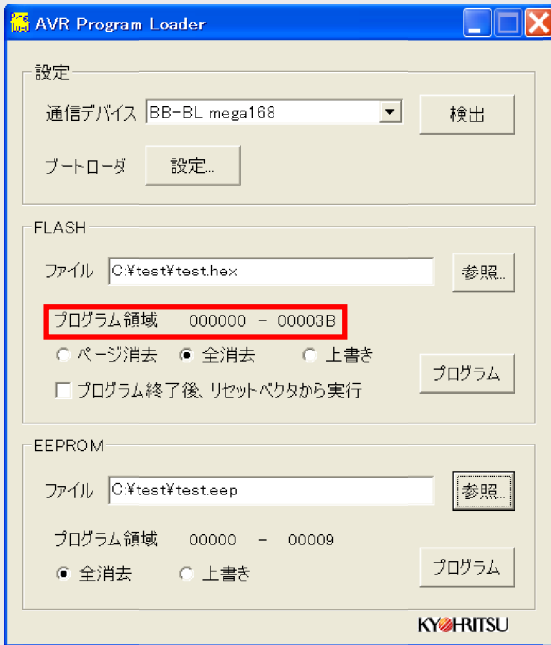 AVR Program Loader
設定
通信デバイス BB-BL mega168 検出
ブートローダ 設定...
FLASH
ファイル C:¥test¥test.hex 参照...
プログラム領域 000000 - 00003B
ページ消去 全消去 上書き
プログラム終了後、リセットベクタから実行
プログラム
EEPROM
ファイル C:¥test¥test.eep 参照...
プログラム領域 00000 - 00009
全消去 上書き
プログラム
KYOHRITSU